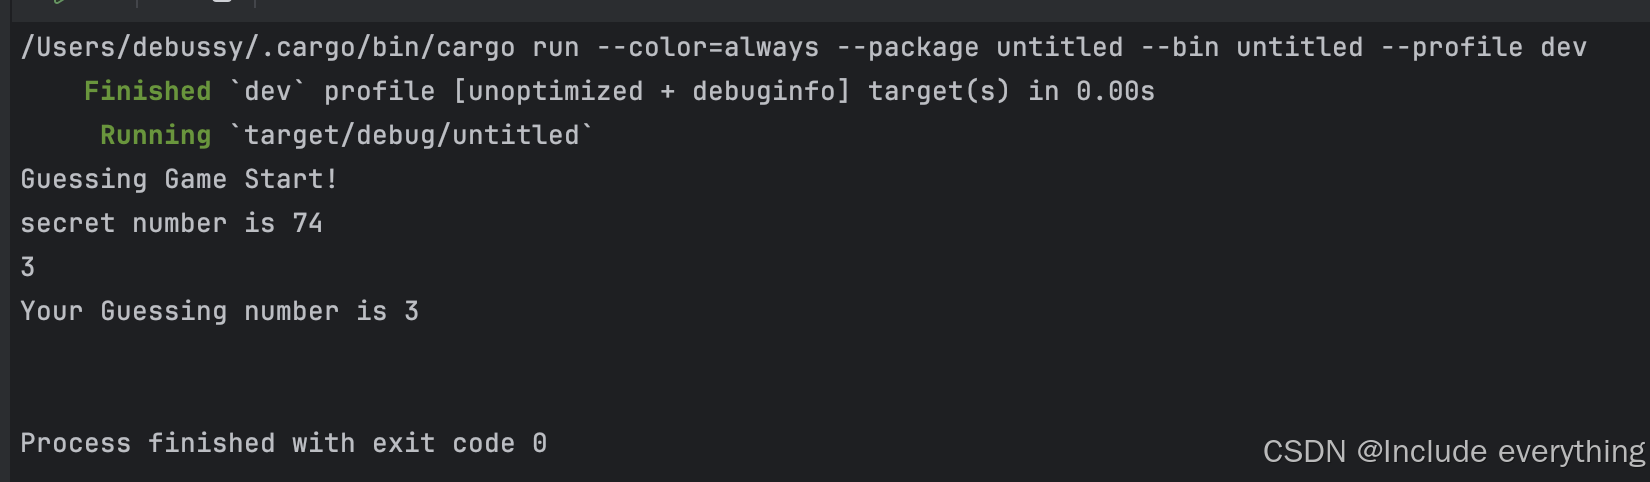 /Users/debussy/.cargo/bin/cargo run --color=always --package untitled --bin untitled --profile dev
Finished `dev` profile [unoptimized + debuginfo] target(s) in 0.00s
Running `target/debug/untitled`
Guessing Game Start!
secret number is 74
3
Your Guessing number is 3
Process finished with exit code 0
CSDN @Include everything